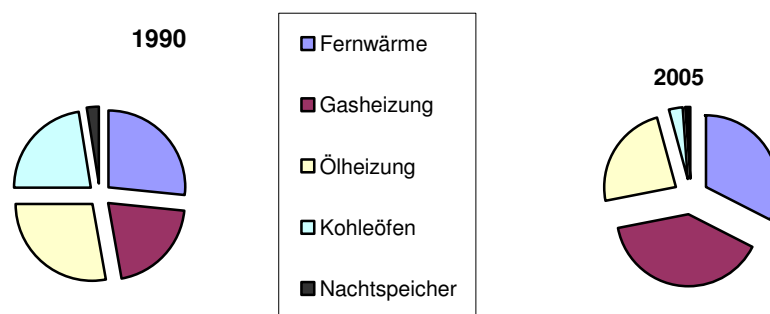 1990
Fernwärme
Gasheizung
Ölheizung
Kohleöfen
Nachtspeicher
2005